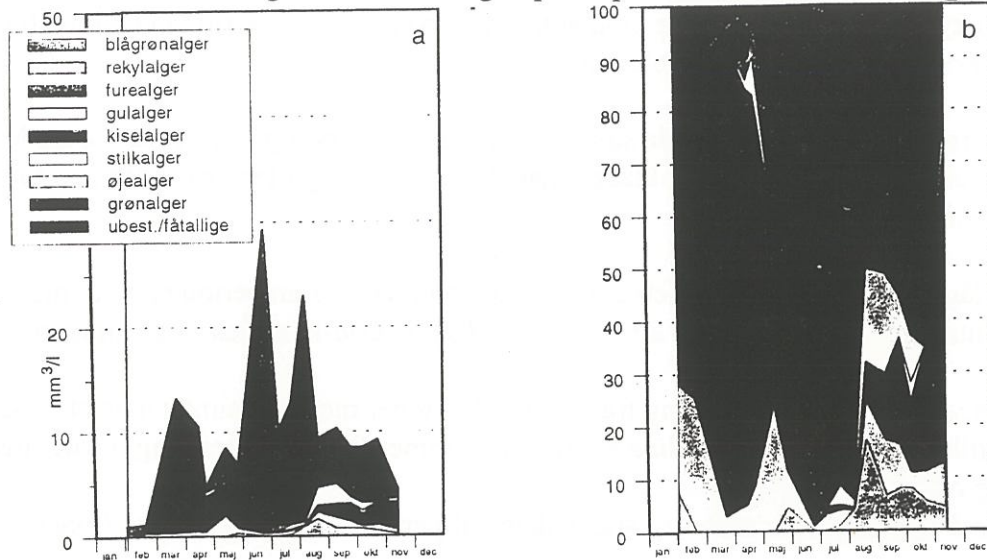 50
a
blågrønalger
rekylalger
furealger
gulalger
kiselalger
stilkalger
øjealger
grønalger
ubest./fåtallige
20
10
0
mm³/l
jan feb mar apr maj jun jul aug sep okt nov dec
100
b
90
80
70
60
50
40
30
20
10
0
jan feb mar apr maj jun jul aug sep okt nov dec